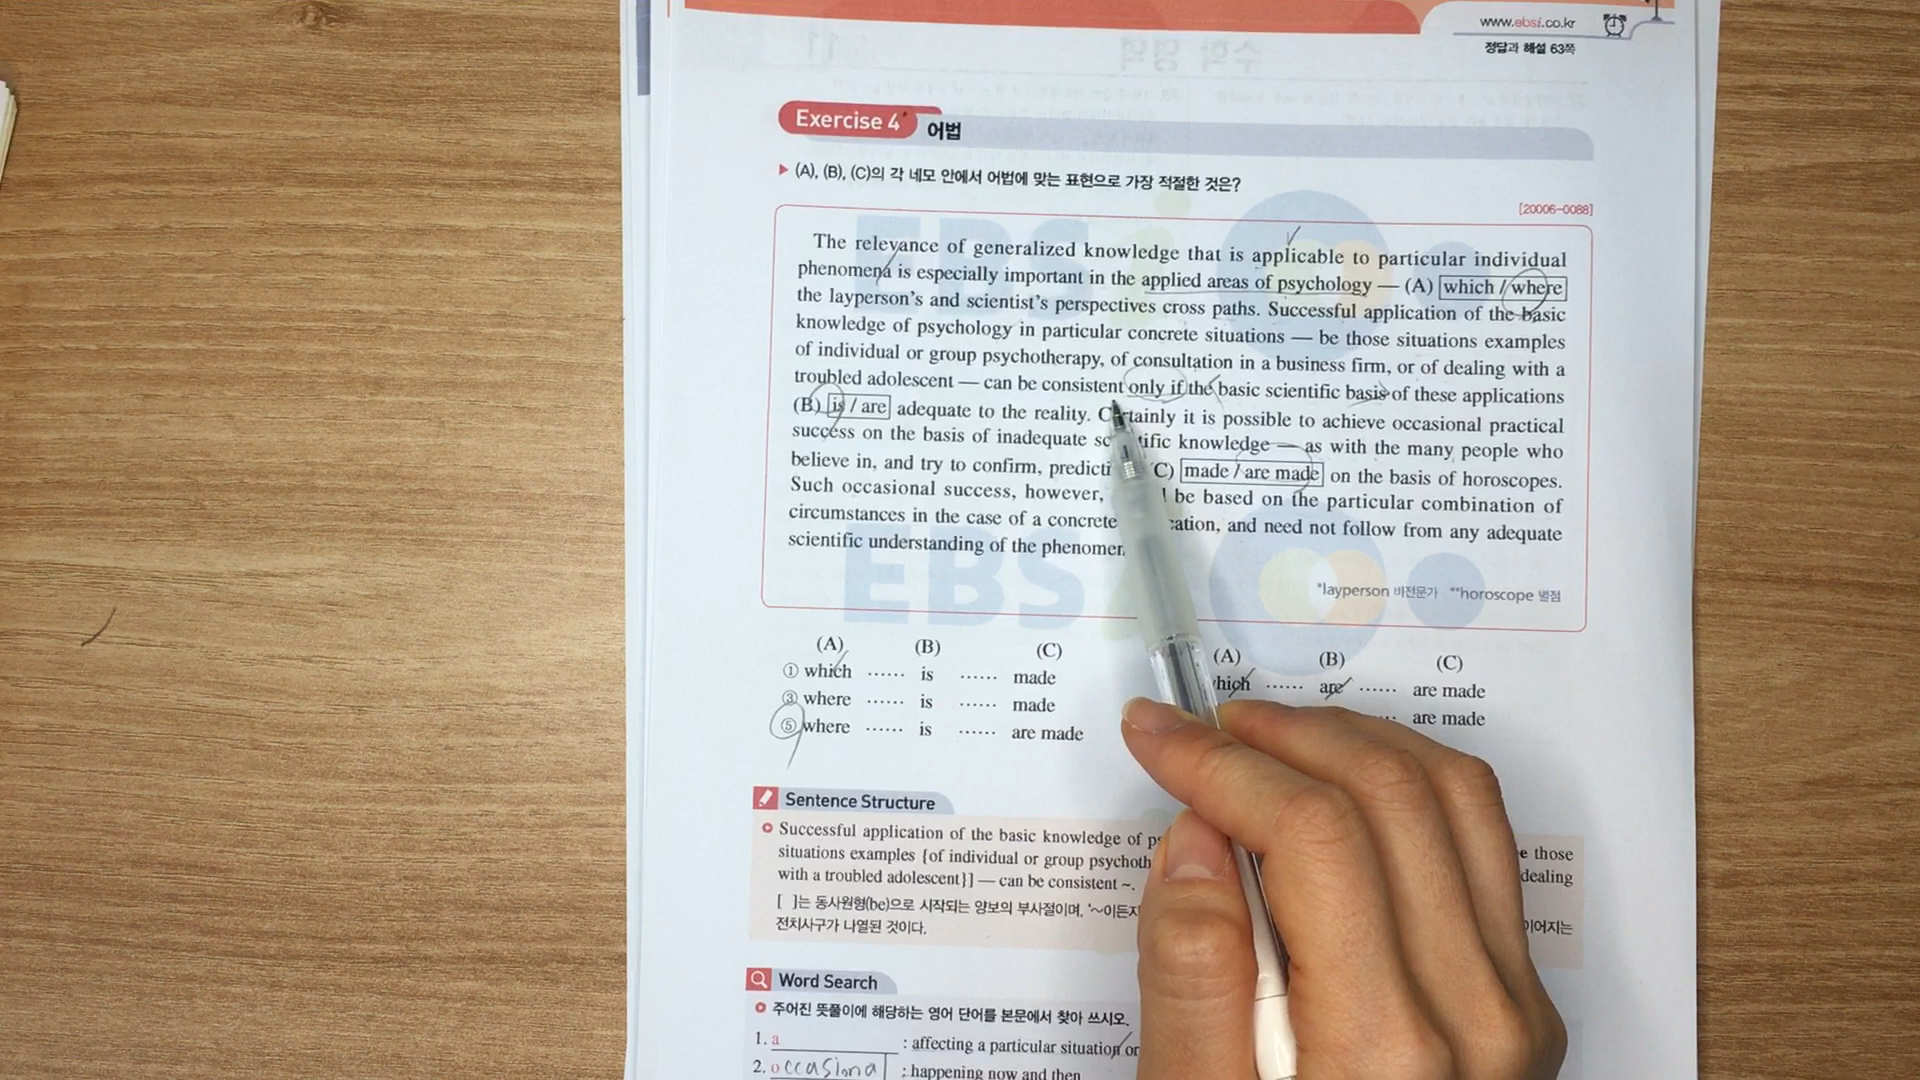 www.ebsi.co.kr
정답과 해설 63쪽
Exercise 4 어법
▶ (A), (B), (C)의 각 네모 안에서 어법에 맞는 표현으로 가장 적절한 것은?
[20006-0088]
The relevance of generalized knowledge that is applicable to particular individual
phenomena is especially important in the applied areas of psychology — (A) which / where
the layperson's and scientist's perspectives cross paths. Successful application of the basic
knowledge of psychology in particular concrete situations — be those situations examples
of individual or group psychotherapy, of consultation in a business firm, or of dealing with a
troubled adolescent — can be consistent only if the basic scientific basis of these applications
(B) is / are adequate to the reality. Certainly it is possible to achieve occasional practical
success on the basis of inadequate sc tific knowledge — as with the many people who
believe in, and try to confirm, predicti C) made / are made on the basis of horoscopes.
Such occasional success, however, be based on the particular combination of
circumstances in the case of a concrete cation, and need not follow from any adequate
scientific understanding of the phenomen
*layperson 비전문가 **horoscope 별점
(A) (B) (C) (A) (B) (C)
① which ...... is ...... made hich ...... are ...... are made
③ where ...... is ...... made ... are made
⑤ where ...... is ...... are made
Sentence Structure
Successful application of the basic knowledge of ps e those
situations examples {of individual or group psychoth dealing
with a troubled adolescent}] — can be consistent ~.
[ ]는 동사원형(be)으로 시작되는 양보의 부사절이며, '~이든지 이어지는
전치사구가 나열된 것이다.
Word Search
주어진 뜻풀이에 해당하는 영어 단어를 본문에서 찾아 쓰시오.
1. a : affecting a particular situation or
2. occasional : happening now and then